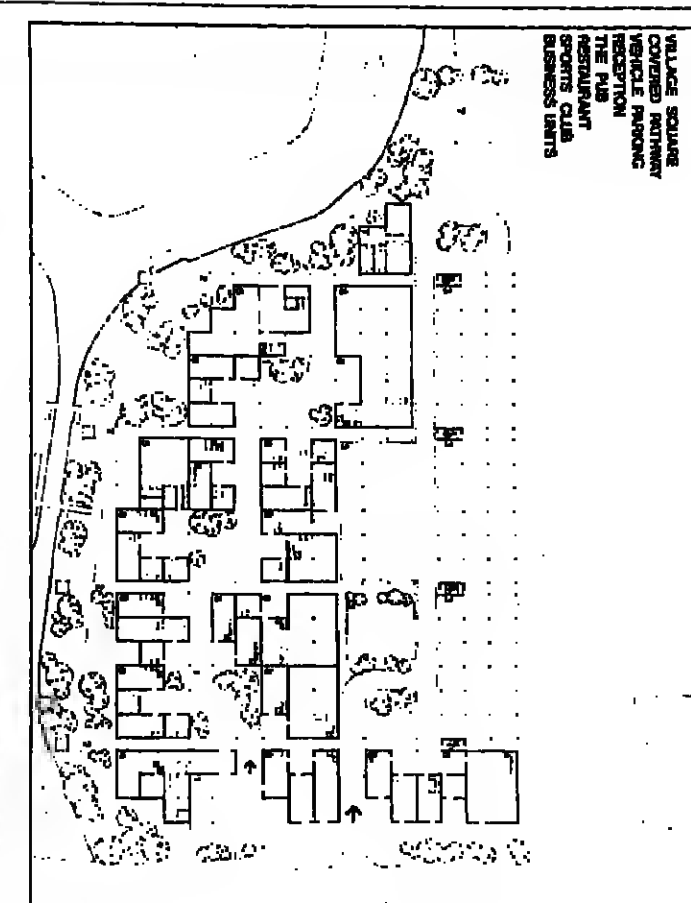 VILLAGE SQUARE
COVERED PATHWAY
VEHICLE PARKING
RECEPTION
THE PUB
RESTAURANT
SPORTS CLUB
BUSINESS UNITS